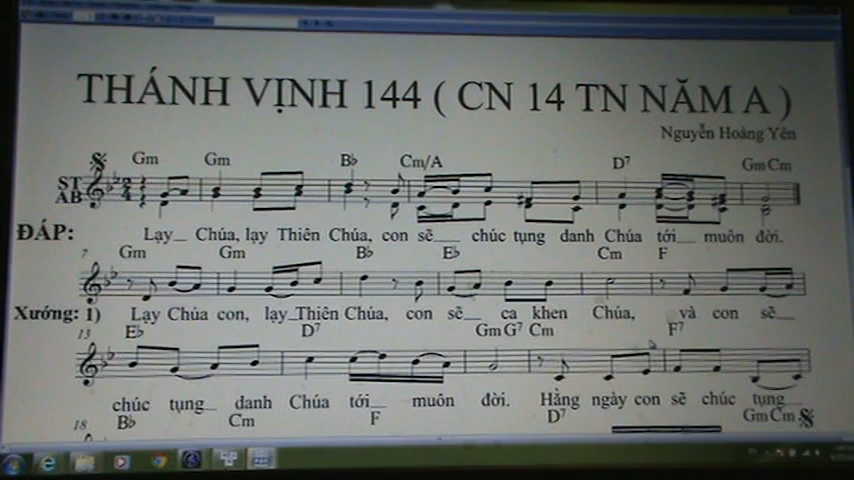 THÁNH VỊNH 144 ( CN 14 TN NĂM A )
Nguyễn Hoàng Yên
Gm Gm B♭ Cm/A D7 Gm Cm
ST
AB
2
4
ĐÁP: Lạy Chúa, lạy Thiên Chúa, con sẽ chúc tụng danh Chúa tới muôn đời.
7
Gm Gm B♭ E♭ Cm F
Xướng: 1) Lạy Chúa con, lạy Thiên Chúa, con sẽ ca khen Chúa, và con sẽ
13
E♭ D7 Gm G7 Cm F7
chúc tụng danh Chúa tới muôn đời. Hằng ngày con sẽ chúc tụng
18
B♭ Cm F D7 Gm Cm